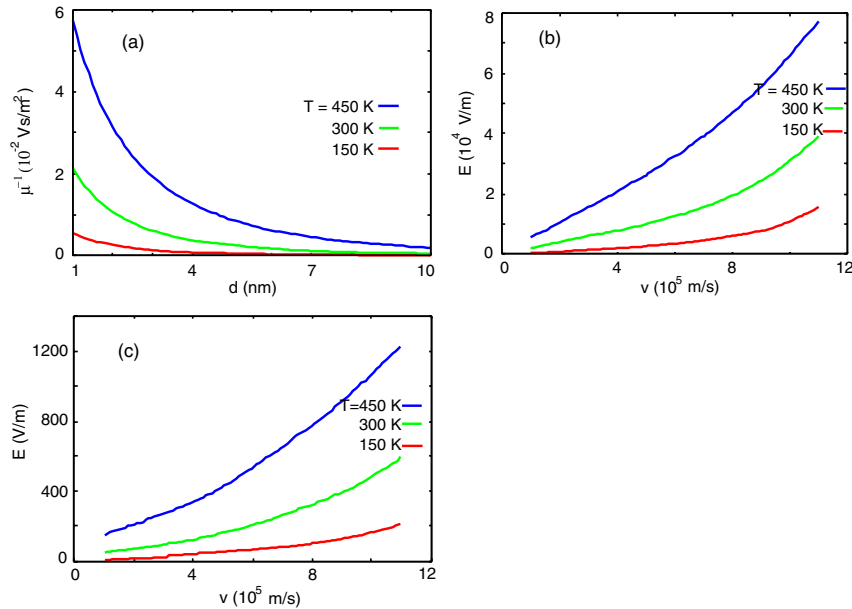 (a)
6
4
2
0
μ⁻¹ (10⁻² Vs/m²)
T = 450 K
300 K
150 K
1 4 7 10
d (nm)
(b)
8
6
4
2
0
E (10⁴ V/m)
T = 450 K
300 K
150 K
0 4 8 12
v (10⁵ m/s)
(c)
1200
800
400
0
E (V/m)
T=450 K
300 K
150 K
0 4 8 12
v (10⁵ m/s)